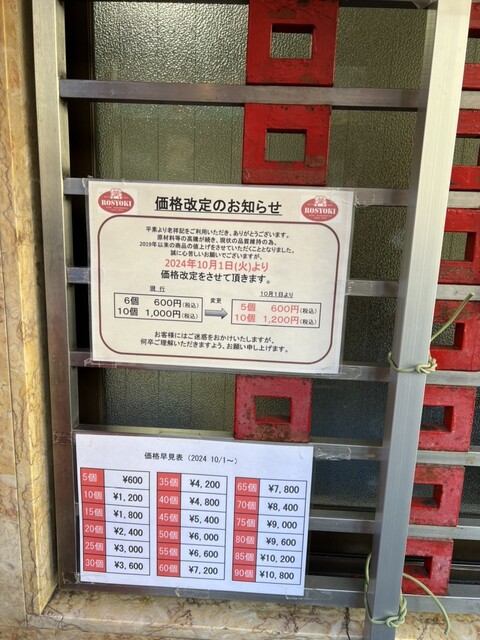 価格改定のお知らせ
ROSYOKI
ROSYOKI
平素より老祥記をご利用いただき、ありがとうございます。
原材料等の高騰が続き、現状の品質維持の為、
2019年以来の商品の値上げをさせていただくこととなりました。
誠に心苦しいお願いでございますが、
2024年10月1日(火)より
価格改定をさせて頂きます。
現 行
変更
10月1日より
6個 600円(税込)
10個 1,000円(税込)
5個 600円(税込)
10個 1,200円(税込)
お客様にはご迷惑をおかけいたしますが、
何卒ご理解いただきますよう、お願い申し上げます。
価格早見表（2024 10/1～）
5個 ¥600 35個 ¥4,200 65個 ¥7,800
10個 ¥1,200 40個 ¥4,800 70個 ¥8,400
15個 ¥1,800 45個 ¥5,400 75個 ¥9,000
20個 ¥2,400 50個 ¥6,000 80個 ¥9,600
25個 ¥3,000 55個 ¥6,600 85個 ¥10,200
30個 ¥3,600 60個 ¥7,200 90個 ¥10,800